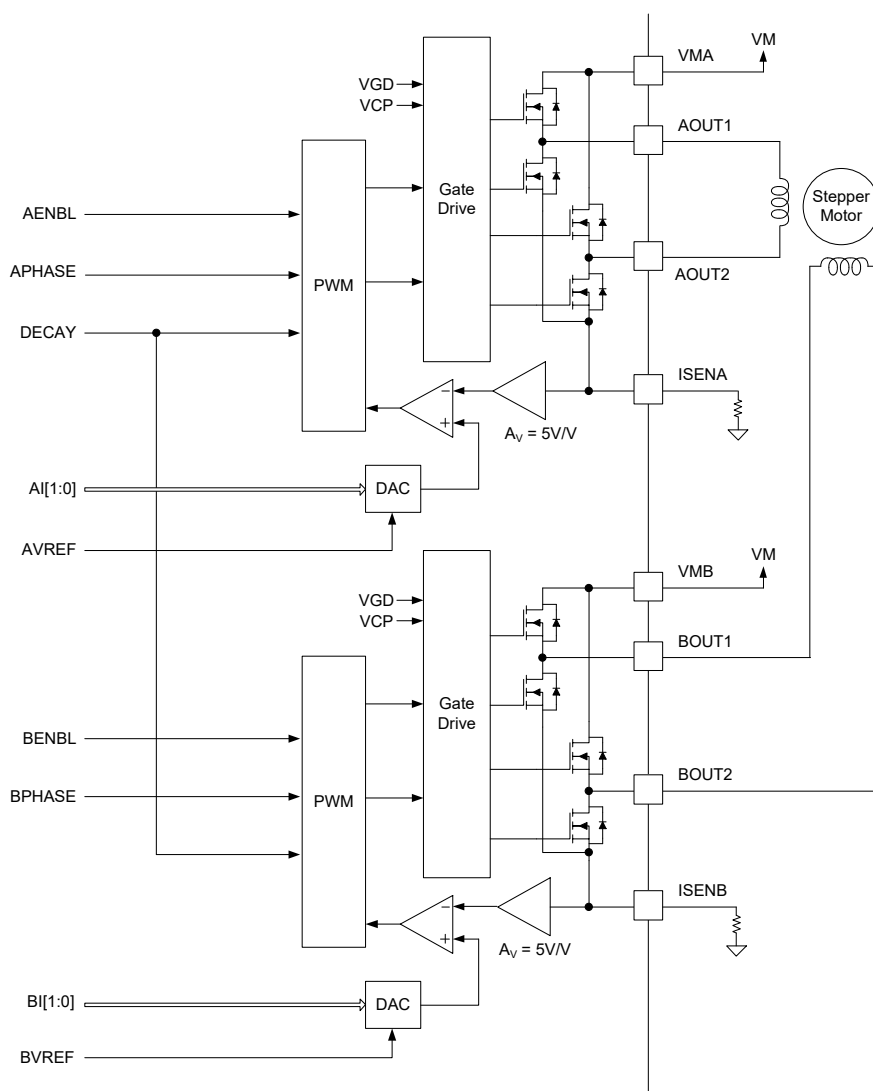 VM
VMA
VGD
VCP
AOUT1
Gate
Drive
Stepper
Motor
AENBL
APHASE
AOUT2
PWM
DECAY
ISENA
−
+
AV = 5V/V
AI[1:0]
DAC
AVREF
VM
VMB
VGD
VCP
BOUT1
Gate
Drive
BENBL
BOUT2
BPHASE
PWM
ISENB
−
+
AV = 5V/V
BI[1:0]
DAC
BVREF